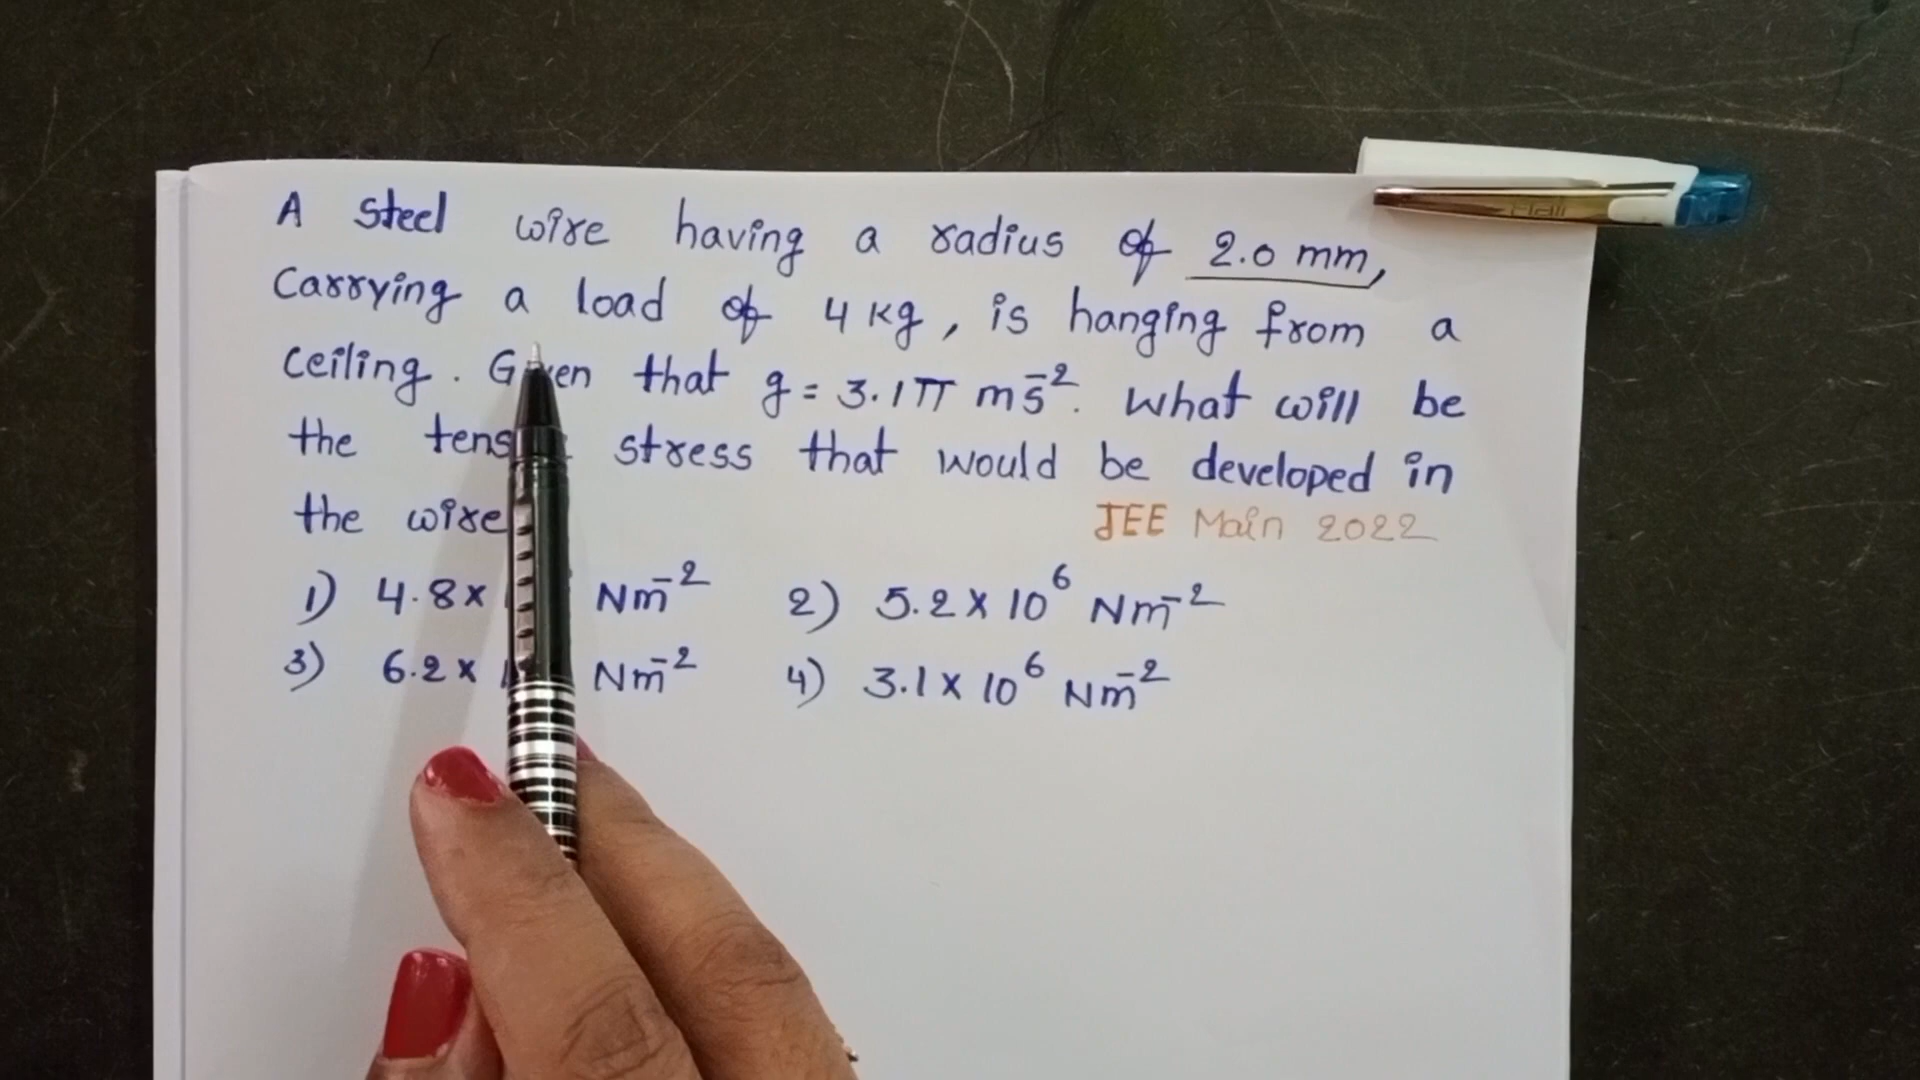 A steel wire having a radius of 2.0 mm,
carrying a load of 4 kg, is hanging from a
ceiling. Given that g = 3.1π ms⁻². What will be
the stress that would be developed in
the wire
JEE Main 2022
1) 4.8 × Nm⁻² 2) 5.2 × 10⁶ Nm⁻²
3) 6.2 × Nm⁻² 4) 3.1 × 10⁶ Nm⁻²